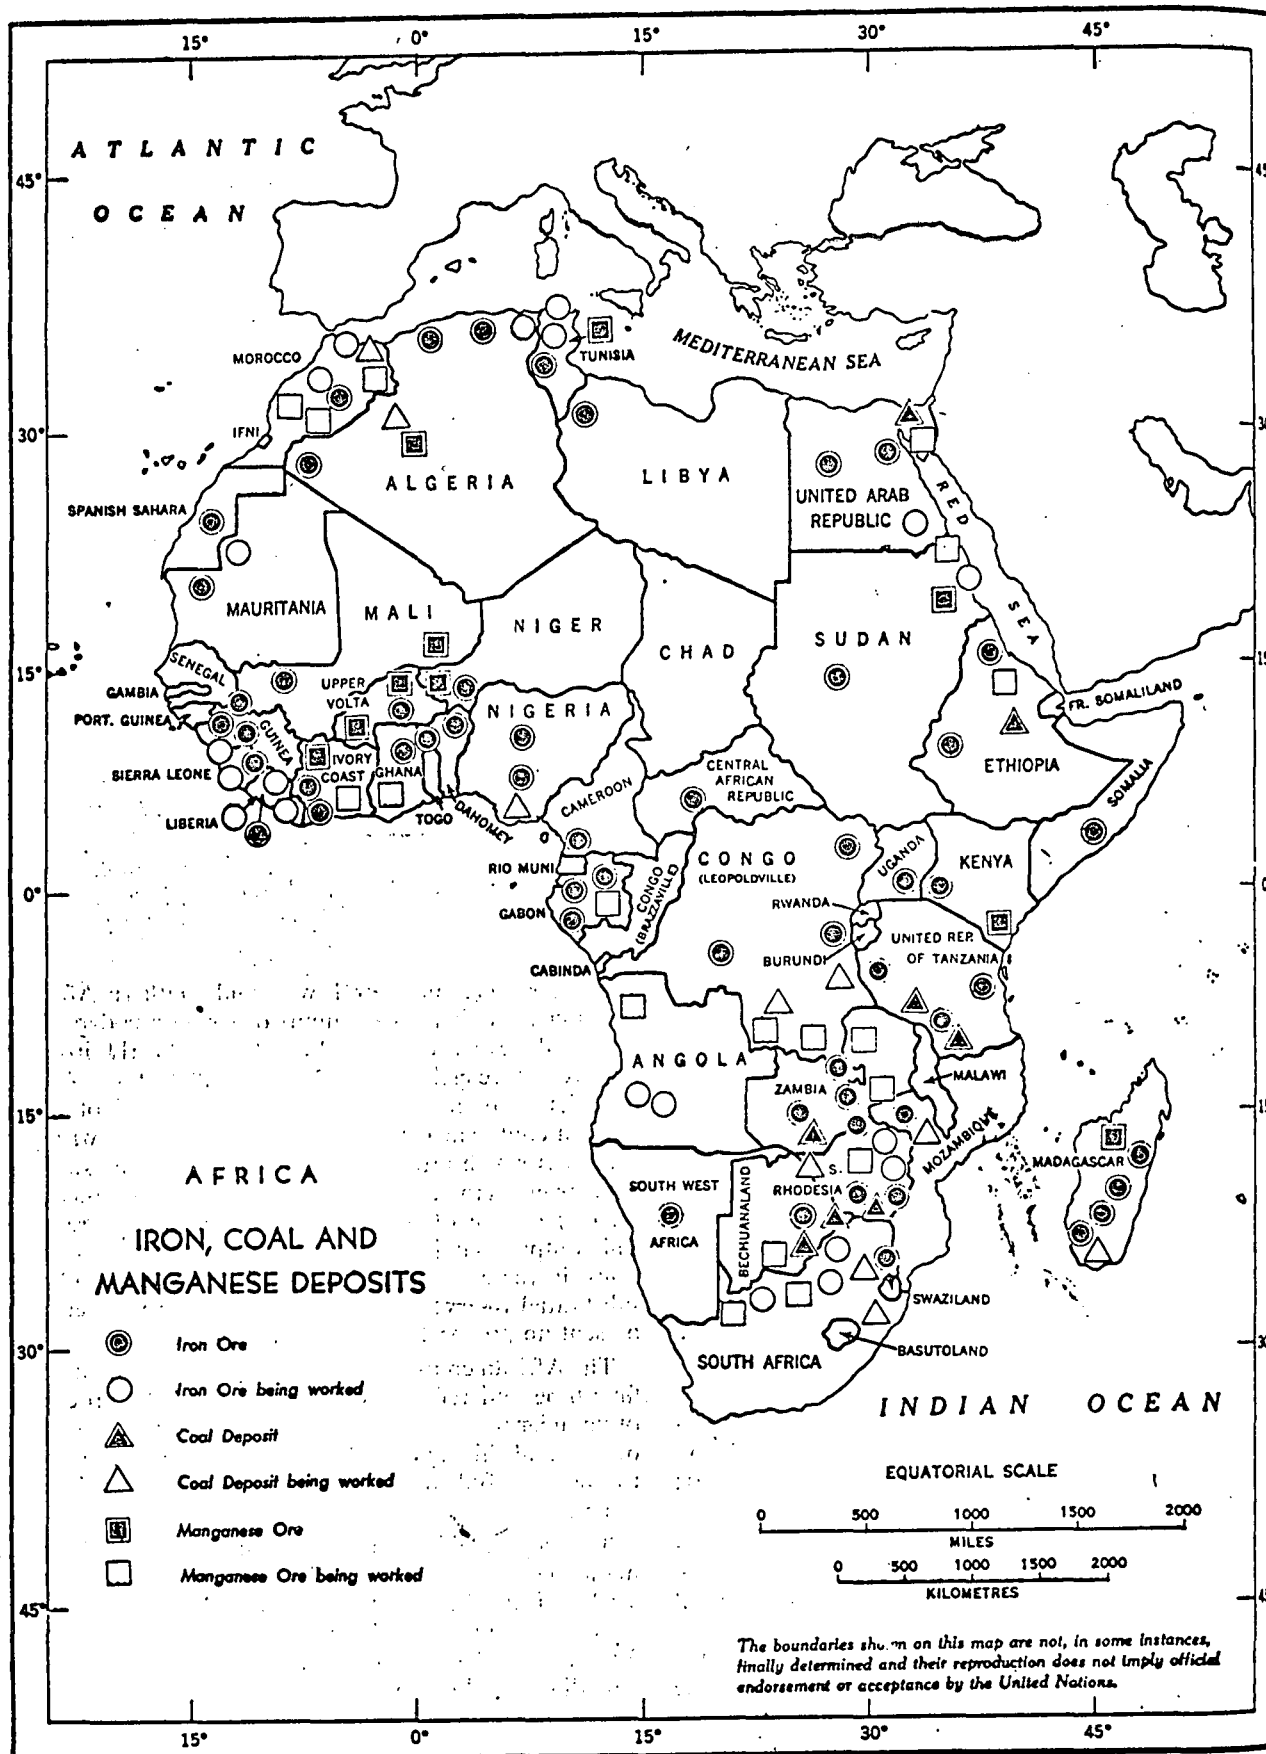 15° 0° 15° 30° 45°
ATLANTIC
OCEAN
45°
MOROCCO
TUNISIA
MEDITERRANEAN SEA
30°
IFNI
ALGERIA
LIBYA
UNITED ARAB
REPUBLIC
RED
SEA
SPANISH SAHARA
MAURITANIA
MALI
NIGER
CHAD
SUDAN
15°
SENEGAL
GAMBIA
PORT. GUINEA
GUINEA
UPPER
VOLTA
NIGERIA
FR. SOMALILAND
SIERRA LEONE
IVORY
COAST
GHANA
CENTRAL
AFRICAN
REPUBLIC
ETHIOPIA
SOMALIA
LIBERIA
TOGO
DAHOMEY
CAMEROON
RIO MUNI
CONGO
(LEOPOLDVILLE)
UGANDA
KENYA
0°
GABON
CONGO
(BRAZZAVILLE)
RWANDA
BURUNDI
UNITED REP.
OF TANZANIA
CABINDA
ANGOLA
ZAMBIA
MALAWI
15°
MOZAMBIQUE
MADAGASCAR
SOUTH WEST
AFRICA
BECHUANALAND
S.
RHODESIA
SWAZILAND
BASUTOLAND
SOUTH AFRICA
30°
INDIAN OCEAN
AFRICA
IRON, COAL AND
MANGANESE DEPOSITS
Iron Ore
Iron Ore being worked
Coal Deposit
Coal Deposit being worked
Manganese Ore
Manganese Ore being worked
EQUATORIAL SCALE
0 500 1000 1500 2000
MILES
0 500 1000 1500 2000
KILOMETRES
45°
The boundaries shown on this map are not, in some instances,
finally determined and their reproduction does not imply official
endorsement or acceptance by the United Nations.
15° 0° 15° 30° 45°